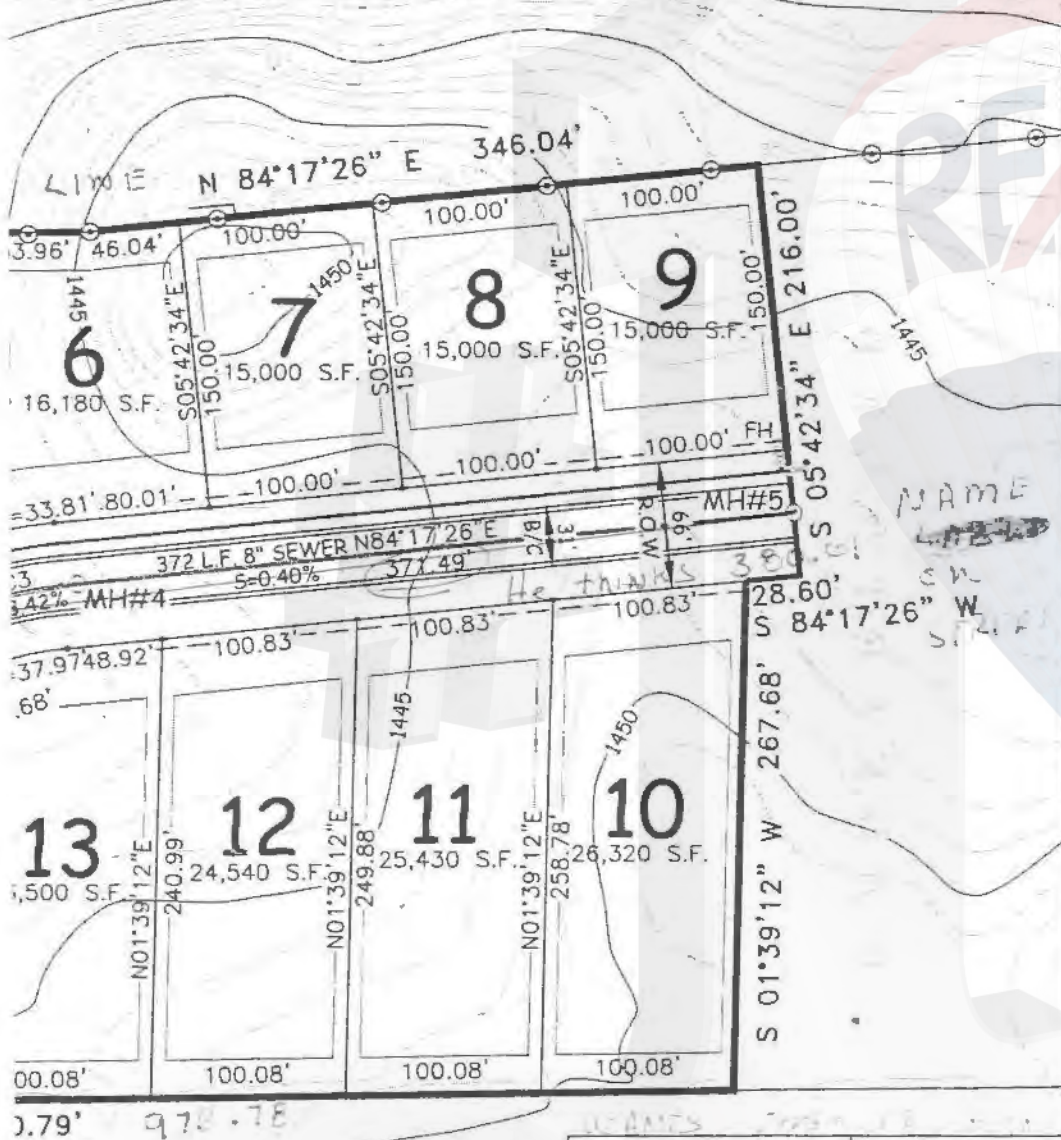 346.04'
LINE N 84°17'26" E
100.00'
100.00'
100.00'
3.96' 46.04'
1445
6
16,180 S.F.
S05°42'34"E
150.00'
7
1450
15,000 S.F.
S05°42'34"E
150.00'
8
15,000 S.F.
S05°42'34"E
150.00'
9
15,000 S.F.
150.00'
S 05°42'34" E 216.00'
1445
RE
33.81' 80.01'
100.00'
100.00'
100.00' FH
372 L.F. 8" SEWER N84°17'26"E
S=0.40% 371.49'
B/C
31'
R.O.W.
66'
MH#5
3
.42% MH#4
He thinks 380.61
NAME
on
28.60'
S 84°17'26" W
37.97' 48.92'
100.83'
100.83'
100.83'
.68'
13
,500 S.F.
N01°39'12"E
240.99'
12
24,540 S.F.
N01°39'12"E
249.88'
1445
11
25,430 S.F.
N01°39'12"E
258.78'
1450
10
26,320 S.F.
S 01°39'12" W 267.68'
00.08'
100.08'
100.08'
100.08'
0.79' 978.78